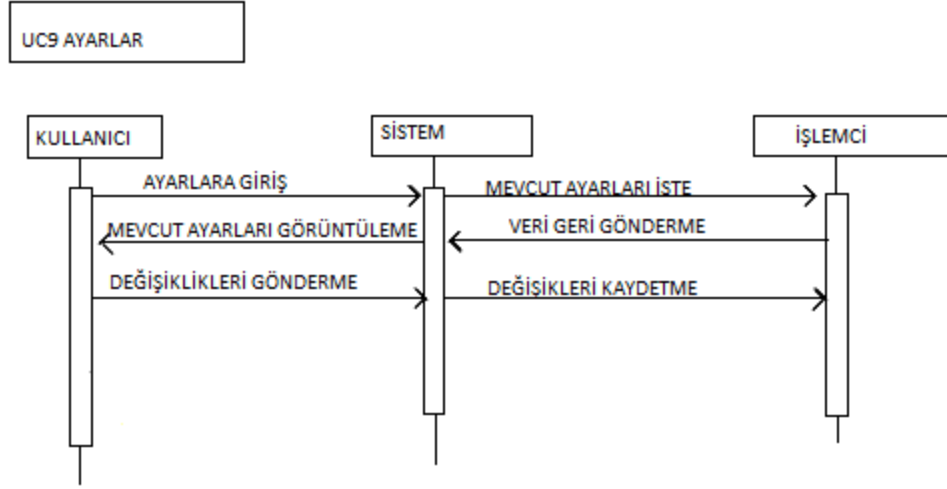 UC9 AYARLAR
KULLANICI
SİSTEM
İŞLEMCİ
AYARLARA GİRİŞ
MEVCUT AYARLARI İSTE
MEVCUT AYARLARI GÖRÜNTÜLEME
VERİ GERİ GÖNDERME
DEĞİŞİKLİKLERİ GÖNDERME
DEĞİŞİKLERİ KAYDETME